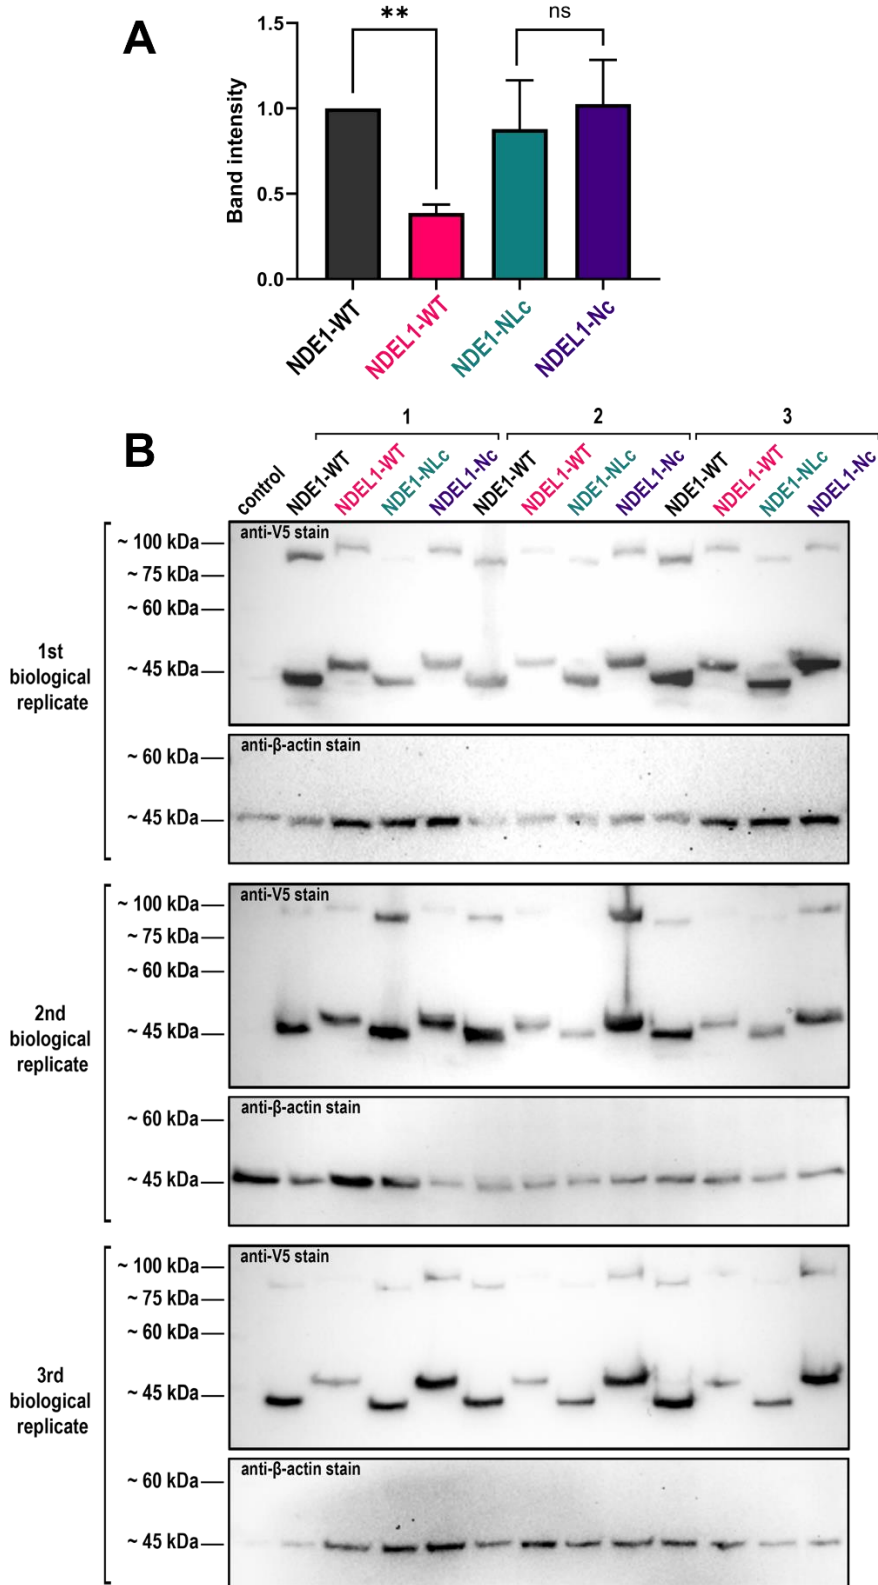 A
**
ns
1.5
1.0
0.5
0.0
Band intensity
NDE1-WT
NDEL1-WT
NDE1-NLc
NDEL1-Nc
B
1
2
3
control
NDE1-WT
NDEL1-WT
NDE1-NLc
NDEL1-Nc
NDE1-WT
NDEL1-WT
NDE1-NLc
NDEL1-Nc
NDE1-WT
NDEL1-WT
NDE1-NLc
NDEL1-Nc
1st
biological
replicate
anti-V5 stain
~ 100 kDa
~ 75 kDa
~ 60 kDa
~ 45 kDa
anti-β-actin stain
~ 60 kDa
~ 45 kDa
2nd
biological
replicate
anti-V5 stain
~ 100 kDa
~ 75 kDa
~ 60 kDa
~ 45 kDa
anti-β-actin stain
~ 60 kDa
~ 45 kDa
3rd
biological
replicate
anti-V5 stain
~ 100 kDa
~ 75 kDa
~ 60 kDa
~ 45 kDa
anti-β-actin stain
~ 60 kDa
~ 45 kDa